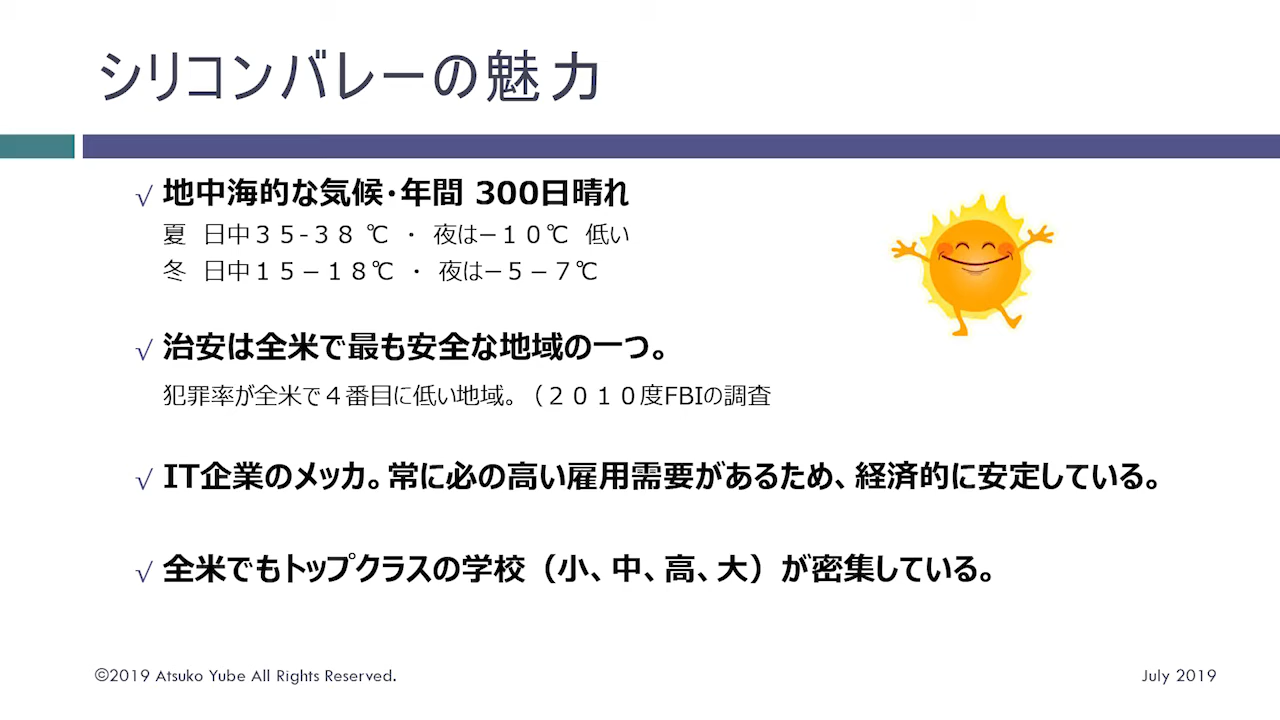 シリコンバレーの魅力
√ 地中海的な気候・年間 300日晴れ
夏 日中３５-３８ ℃ ・ 夜は－１０℃ 低い
冬 日中１５－１８℃ ・ 夜は－５－７℃
√ 治安は全米で最も安全な地域の一つ。
犯罪率が全米で４番目に低い地域。（２０１０度FBIの調査
√ IT企業のメッカ。常に必の高い雇用需要があるため、経済的に安定している。
√ 全米でもトップクラスの学校（小、中、高、大）が密集している。
©2019 Atsuko Yube All Rights Reserved.
July 2019